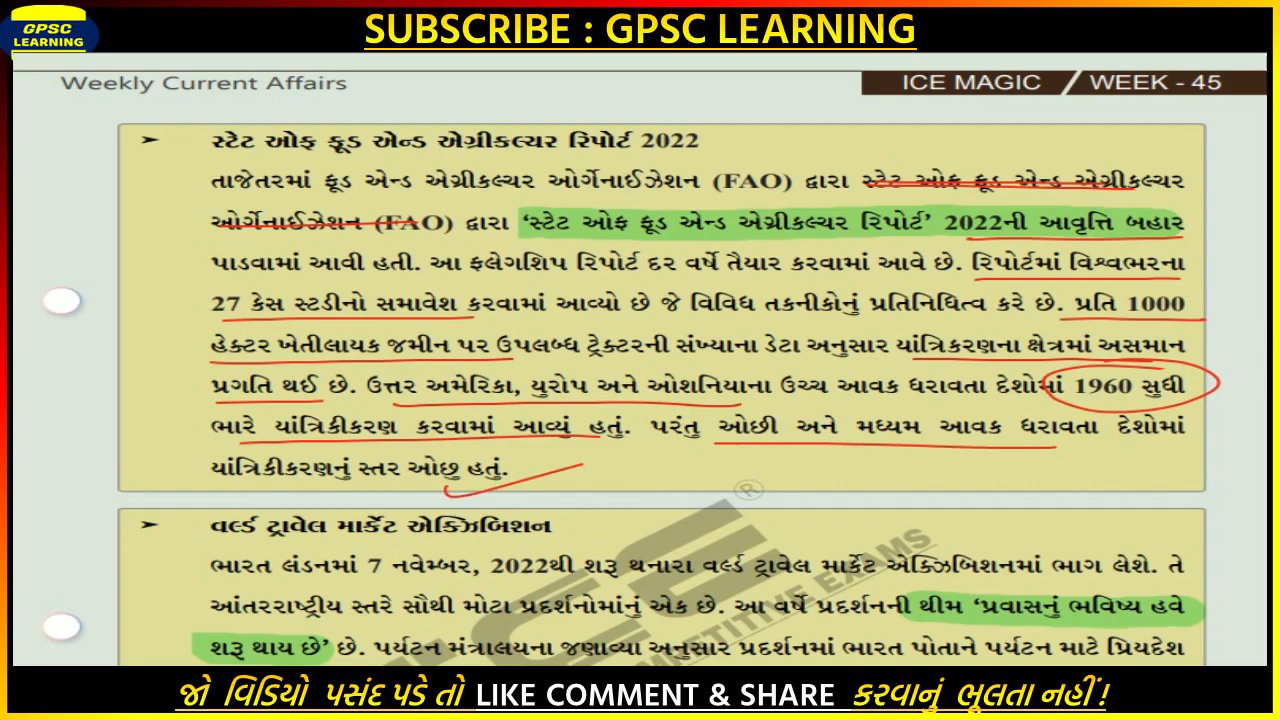 GPSC
LEARNING
SUBSCRIBE : GPSC LEARNING
Weekly Current Affairs
ICE MAGIC / WEEK - 45
➢ સ્ટેટ ઓફ ફૂડ એન્ડ એગ્રીકલ્ચર રિપોર્ટ 2022
તાજેતરમાં ફૂડ એન્ડ એગ્રીકલ્ચર ઓર્ગેનાઈઝેશન (FAO) દ્વારા સ્ટેટ ઓફ ફૂડ એન્ડ એગ્રીકલ્ચર
ઓર્ગેનાઈઝેશન (FAO) દ્વારા ‘સ્ટેટ ઓફ ફૂડ એન્ડ એગ્રીકલ્ચર રિપોર્ટ’ 2022ની આવૃત્તિ બહાર
પાડવામાં આવી હતી. આ ફ્લેગશિપ રિપોર્ટ દર વર્ષે તૈયાર કરવામાં આવે છે. રિપોર્ટમાં વિશ્વભરના
27 કેસ સ્ટડીનો સમાવેશ કરવામાં આવ્યો છે જે વિવિધ તકનીકોનું પ્રતિનિધિત્વ કરે છે. પ્રતિ 1000
હેક્ટર ખેતીલાયક જમીન પર ઉપલબ્ધ ટ્રેક્ટરની સંખ્યાના ડેટા અનુસાર યાંત્રિકરણના ક્ષેત્રમાં અસમાન
પ્રગતિ થઈ છે. ઉત્તર અમેરિકા, યુરોપ અને ઓશનિયાના ઉચ્ચ આવક ધરાવતા દેશોમાં 1960 સુધી
ભારે યાંત્રિકીકરણ કરવામાં આવ્યું હતું. પરંતુ ઓછી અને મધ્યમ આવક ધરાવતા દેશોમાં
યાંત્રિકીકરણનું સ્તર ઓછુ હતું.
➢ વર્લ્ડ ટ્રાવેલ માર્કેટ એક્ઝિબિશન
ભારત લંડનમાં 7 નવેમ્બર, 2022થી શરૂ થનારા વર્લ્ડ ટ્રાવેલ માર્કેટ એક્ઝિબિશનમાં ભાગ લેશે. તે
આંતરરાષ્ટ્રીય સ્તરે સૌથી મોટા પ્રદર્શનોમાંનું એક છે. આ વર્ષે પ્રદર્શનની થીમ ‘પ્રવાસનું ભવિષ્ય હવે
શરૂ થાય છે’ છે. પર્યટન મંત્રાલયના જણાવ્યા અનુસાર પ્રદર્શનમાં ભારત પોતાને પર્યટન માટે પ્રિયદેશ
જો વિડિયો પસંદ પડે તો LIKE COMMENT & SHARE કરવાનું ભૂલતા નહીં !